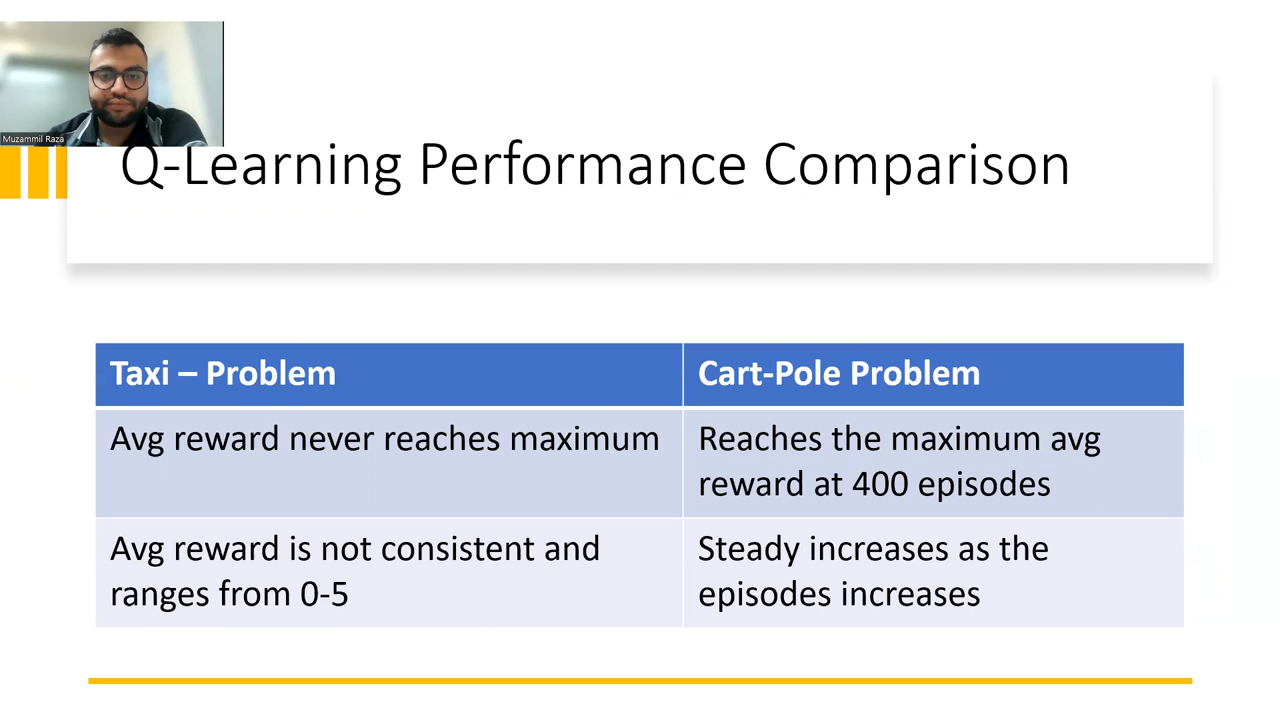 Muzammil Raza
Q-Learning Performance Comparison
Taxi – Problem
Cart-Pole Problem
Avg reward never reaches maximum
Reaches the maximum avg
reward at 400 episodes
Avg reward is not consistent and
ranges from 0-5
Steady increases as the
episodes increases